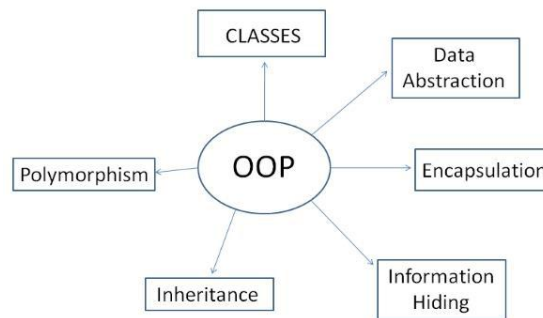 CLASSES
Data
Abstraction
OOP
Polymorphism
Encapsulation
Inheritance
Information
Hiding